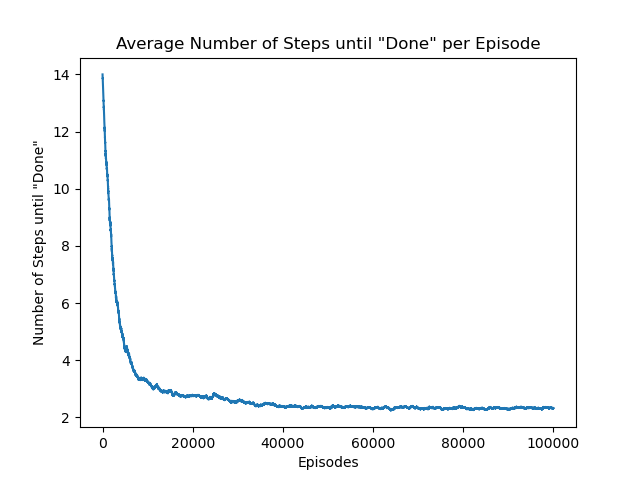 Average Number of Steps until "Done" per Episode
Number of Steps until "Done"
14
12
10
8
6
4
2
0 20000 40000 60000 80000 100000
Episodes